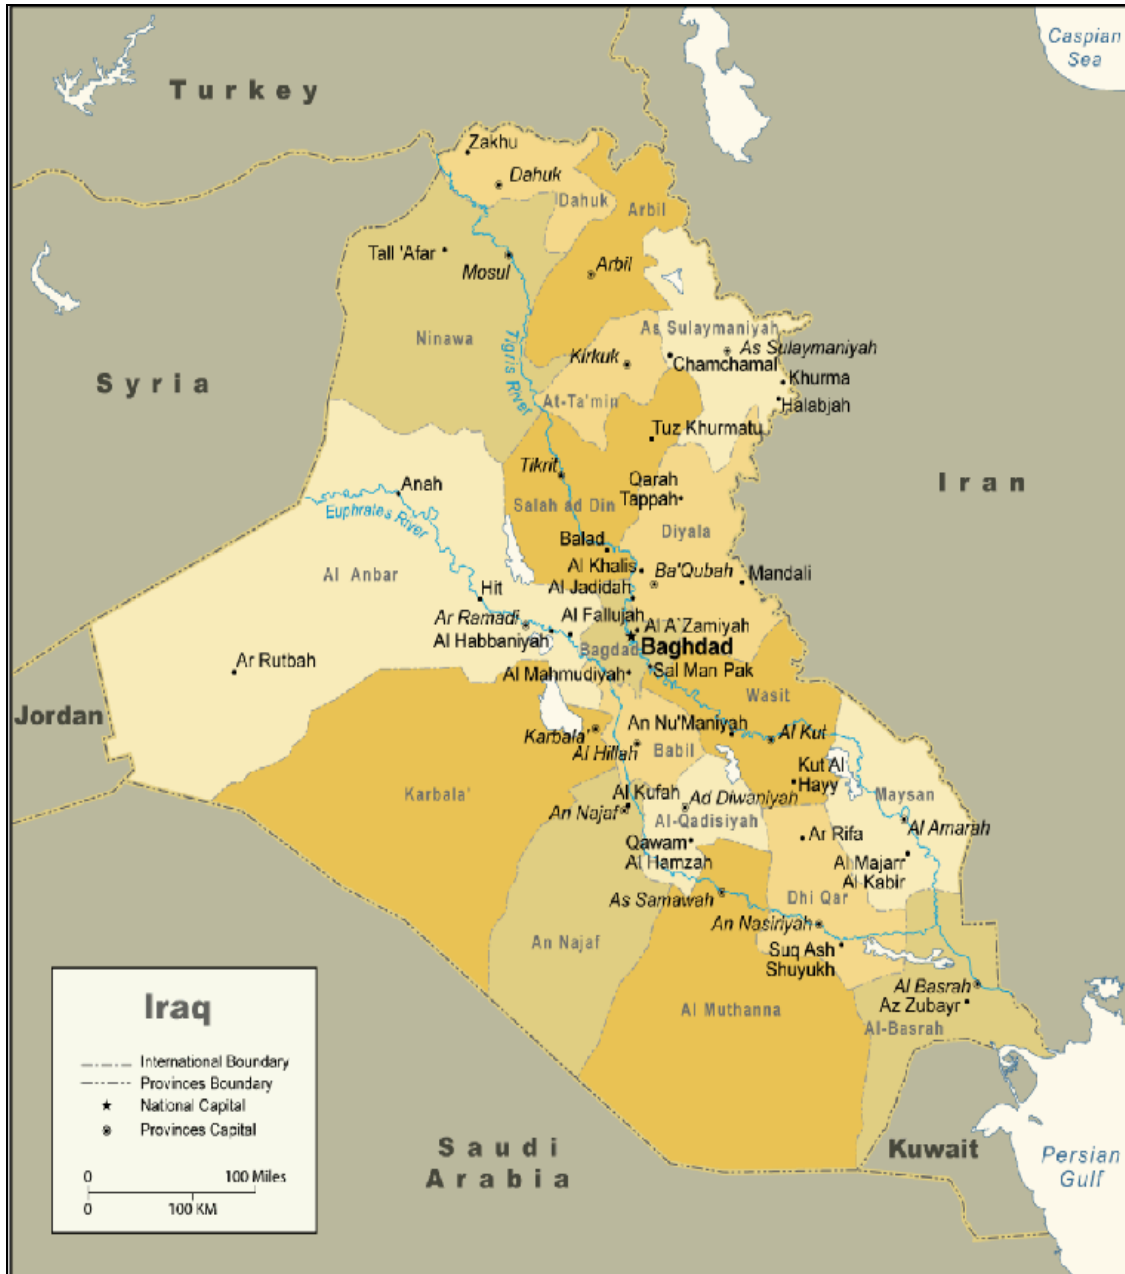 Caspian
Sea
Turkey
Zakhu
Dahuk
Dahuk
Arbil
Tall 'Afar
Mosul
Arbil
Ninawa
Tigris River
As Sulaymaniyah
As Sulaymaniyah
Kirkuk
Chamchamal
Khurma
Halabjah
At-Ta'min
Syria
Tuz Khurmatu
Tikrit
Qarah
Tappah
Iran
Anah
Euphrates River
Salah ad Din
Diyala
Balad
Al Khalis
Ba'Qubah
Mandali
Al Anbar
Hit
Al Jadidah
Ar Ramadi
Al Fallujah
Al A'Zamiyah
Al Habbaniyah
Bagdad
Baghdad
Ar Rutbah
Al Mahmudiyah
Sal Man Pak
Wasit
Jordan
Karbala'
An Nu'Maniyah
Al Kut
Al Hillah
Babil
Kut Al
Hayy
Karbala'
Al Kufah
Ad Diwaniyah
Maysan
An Najaf
Al-Qadisiyah
Al Amarah
Qawam
Al Hamzah
Ar Rifa
Al Majarr
Al Kabir
As Samawah
Dhi Qar
An Nasiriyah
An Najaf
Suq Ash
Shuyukh
Al Basrah
Az Zubayr
Al Muthanna
Al-Basrah
Iraq
International Boundary
Provinces Boundary
National Capital
Provinces Capital
0 100 Miles
0 100 KM
Saudi
Arabia
Kuwait
Persian
Gulf